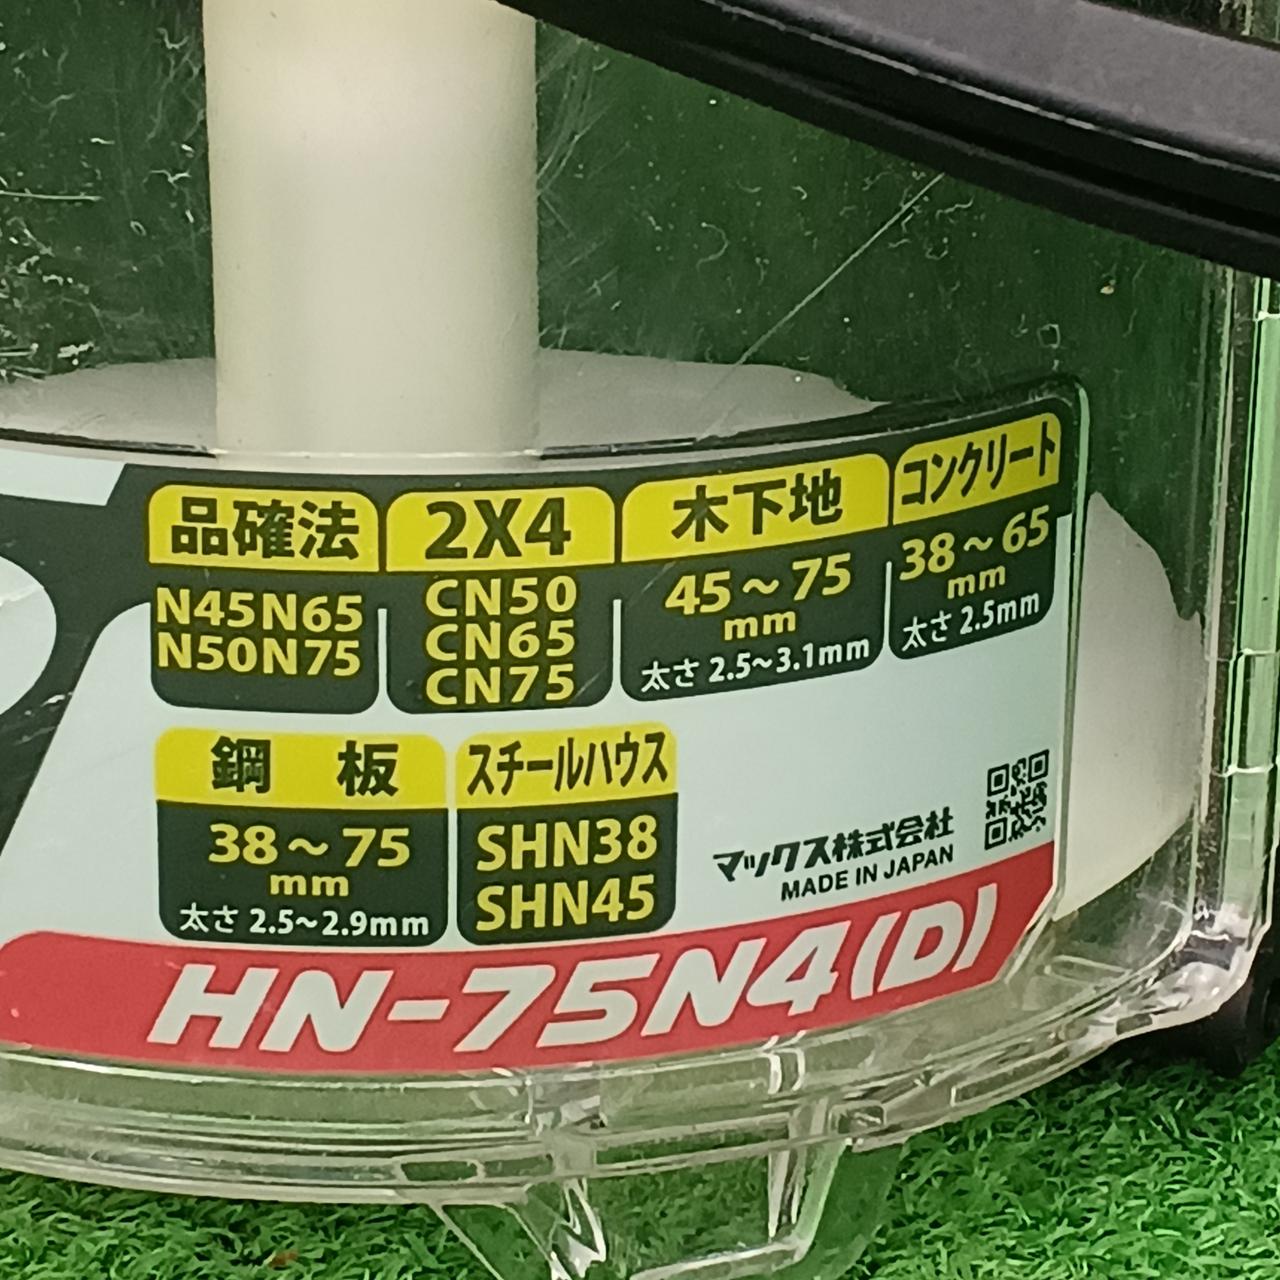 品確法
N45N65
N50N75
2X4
CN50
CN65
CN75
木下地
45～75
mm
太さ 2.5~3.1mm
コンクリート
38～65
mm
太さ 2.5mm
鋼 板
38～75
mm
太さ 2.5~2.9mm
スチールハウス
SHN38
SHN45
マックス株式会社
MADE IN JAPAN
HN-75N4(D)